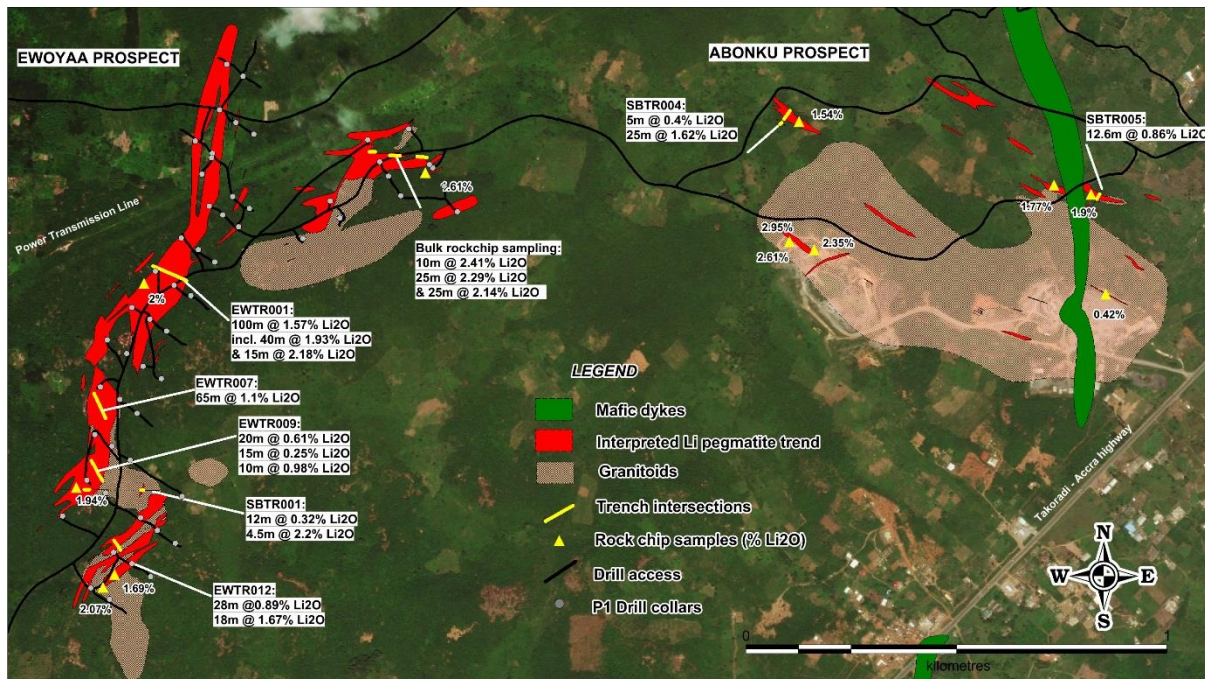 EWOYAA PROSPECT
ABONKU PROSPECT
SBTR004:
5m @ 0.4% Li2O
25m @ 1.62% Li2O
1.54%
SBTR005:
12.6m @ 0.86% Li2O
1.61%
1.77%
1.9%
Power Transmission Line
2.95%
2.35%
2.61%
Bulk rockchip sampling:
10m @ 2.41% Li2O
25m @ 2.29% Li2O
& 25m @ 2.14% Li2O
2%
0.42%
EWTR001:
100m @ 1.57% Li2O
incl. 40m @ 1.93% Li2O
& 15m @ 2.18% Li2O
EWTR007:
65m @ 1.1% Li2O
EWTR009:
20m @ 0.61% Li2O
15m @ 0.25% Li2O
10m @ 0.98% Li2O
1.94%
SBTR001:
12m @ 0.32% Li2O
4.5m @ 2.2% Li2O
1.69%
2.07%
EWTR012:
28m @0.89% Li2O
18m @ 1.67% Li2O
LEGEND
Mafic dykes
Interpreted Li pegmatite trend
Granitoids
Trench intersections
Rock chip samples (% Li2O)
Drill access
P1 Drill collars
Takoradi - Accra highway
N
W
E
S
0
1
kilometres